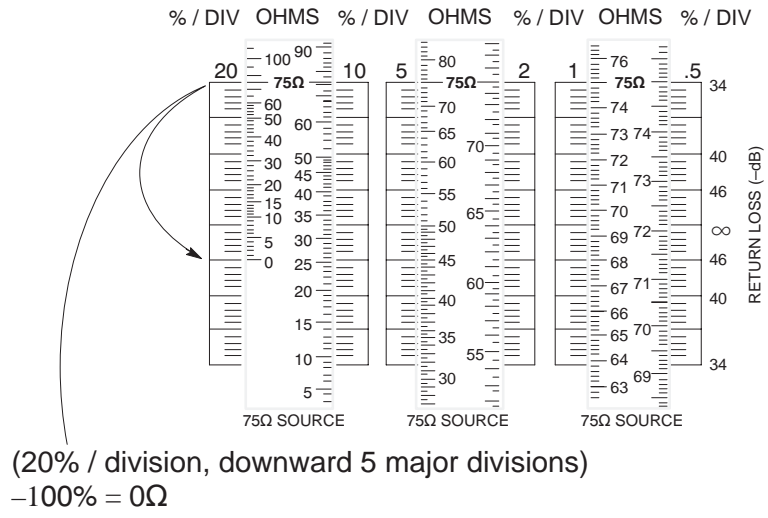 % / DIV OHMS % / DIV OHMS % / DIV OHMS % / DIV
20 100 90 10 5 80 2 1 76 .5
75Ω 75Ω 75Ω 34
60 70 74
50 60
40 65 70 73 74
30 50 60 72 40
20 45 73
15 40 55 71 46
10 35 65 70
5 30 50 69 72 ∞
0 25 45 68 46
20 60 67 71
40 40
15 66
35 65 70
10 55 64 34
5 30 69
63
RETURN LOSS (–dB)
75Ω SOURCE 75Ω SOURCE 75Ω SOURCE
(20% / division, downward 5 major divisions)
–100% = 0Ω